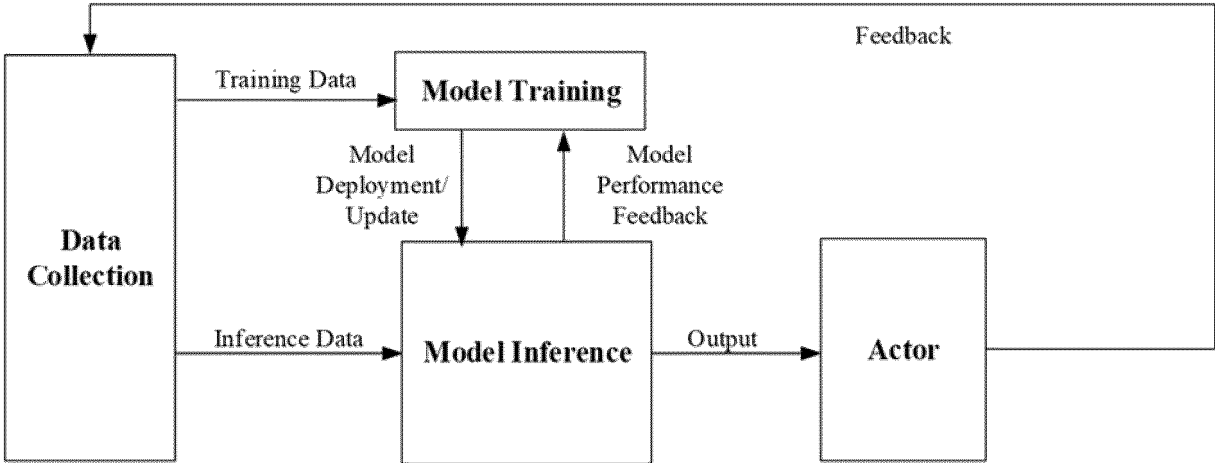 Feedback
Training Data
Model Training
Model
Deployment/
Update
Model
Performance
Feedback
Data
Collection
Inference Data
Model Inference
Output
Actor